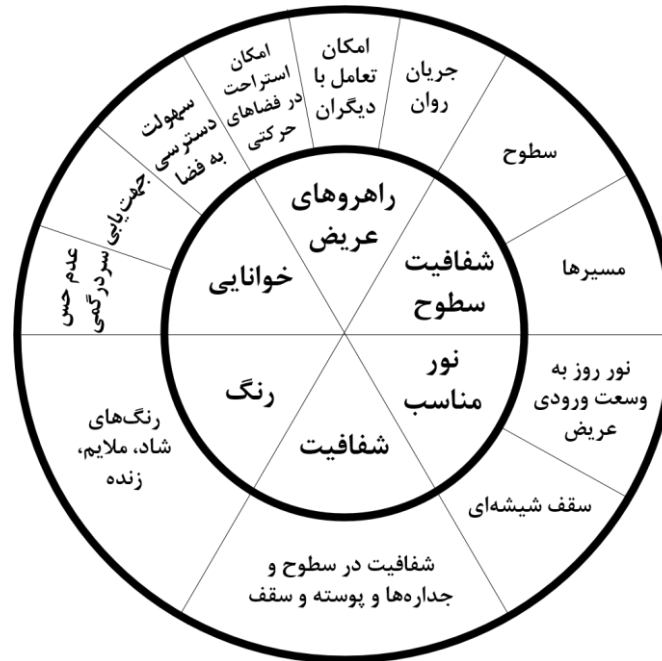 راهروهای
عریض
جریان
روان
امکان
تعامل با
دیگران
امکان
استراحت
در فضاهای
حرکتی
خوانایی
سهولت
دسترسی
به فضا
جهت‌یابی
عدم حس
سردرگمی
رنگ
رنگ‌های
شاد، ملایم،
زنده
شفافیت
شفافیت در سطوح و
جداره‌ها و پوسته و سقف
نور
مناسب
سقف شیشه‌ای
نور روز به
وسعت ورودی
عریض
شفافیت
سطوح
مسیرها
سطوح